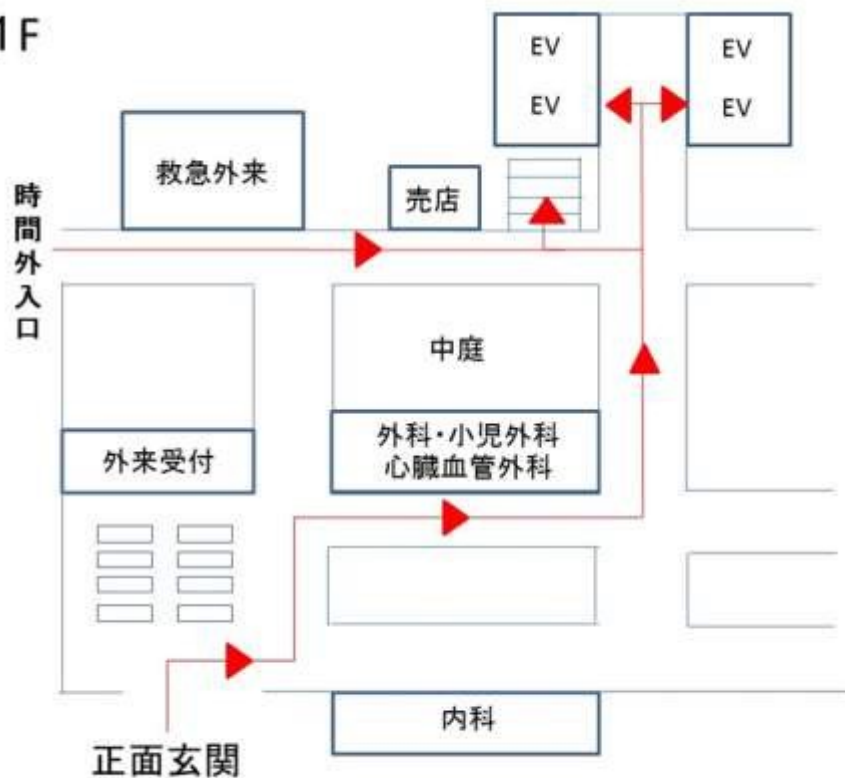 1F
EV
EV
EV
EV
救急外来
売店
時間外入口
中庭
外科・小児外科
心臓血管外科
外来受付
内科
正面玄関